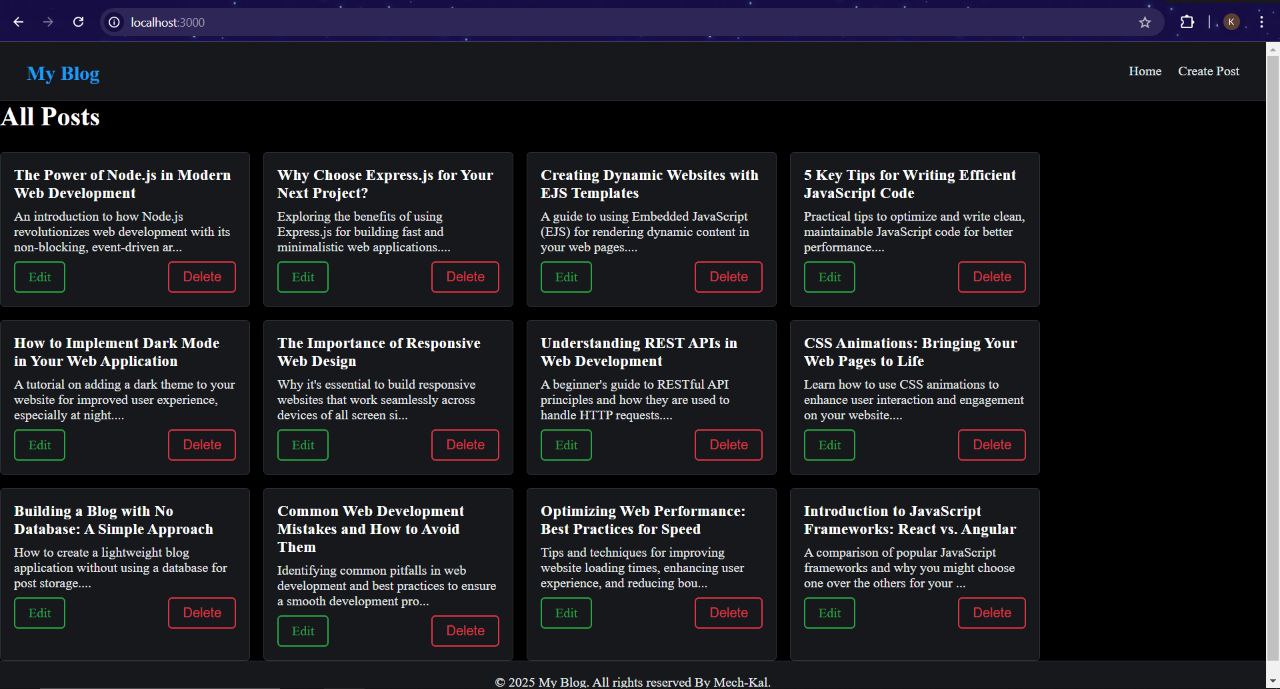 localhost:3000
K
My Blog
Home Create Post
All Posts
The Power of Node.js in Modern
Web Development
An introduction to how Node.js
revolutionizes web development with its
non-blocking, event-driven ar...
Edit Delete
Why Choose Express.js for Your
Next Project?
Exploring the benefits of using
Express.js for building fast and
minimalistic web applications....
Edit Delete
Creating Dynamic Websites with
EJS Templates
A guide to using Embedded JavaScript
(EJS) for rendering dynamic content in
your web pages....
Edit Delete
5 Key Tips for Writing Efficient
JavaScript Code
Practical tips to optimize and write clean,
maintainable JavaScript code for better
performance....
Edit Delete
How to Implement Dark Mode
in Your Web Application
A tutorial on adding a dark theme to your
website for improved user experience,
especially at night....
Edit Delete
The Importance of Responsive
Web Design
Why it's essential to build responsive
websites that work seamlessly across
devices of all screen si...
Edit Delete
Understanding REST APIs in
Web Development
A beginner's guide to RESTful API
principles and how they are used to
handle HTTP requests....
Edit Delete
CSS Animations: Bringing Your
Web Pages to Life
Learn how to use CSS animations to
enhance user interaction and engagement
on your website....
Edit Delete
Building a Blog with No
Database: A Simple Approach
How to create a lightweight blog
application without using a database for
post storage....
Edit Delete
Common Web Development
Mistakes and How to Avoid
Them
Identifying common pitfalls in web
development and best practices to ensure
a smooth development pro...
Edit Delete
Optimizing Web Performance:
Best Practices for Speed
Tips and techniques for improving
website loading times, enhancing user
experience, and reducing bou...
Edit Delete
Introduction to JavaScript
Frameworks: React vs. Angular
A comparison of popular JavaScript
frameworks and why you might choose
one over the others for your ...
Edit Delete
© 2025 My Blog. All rights reserved By Mech-Kal.